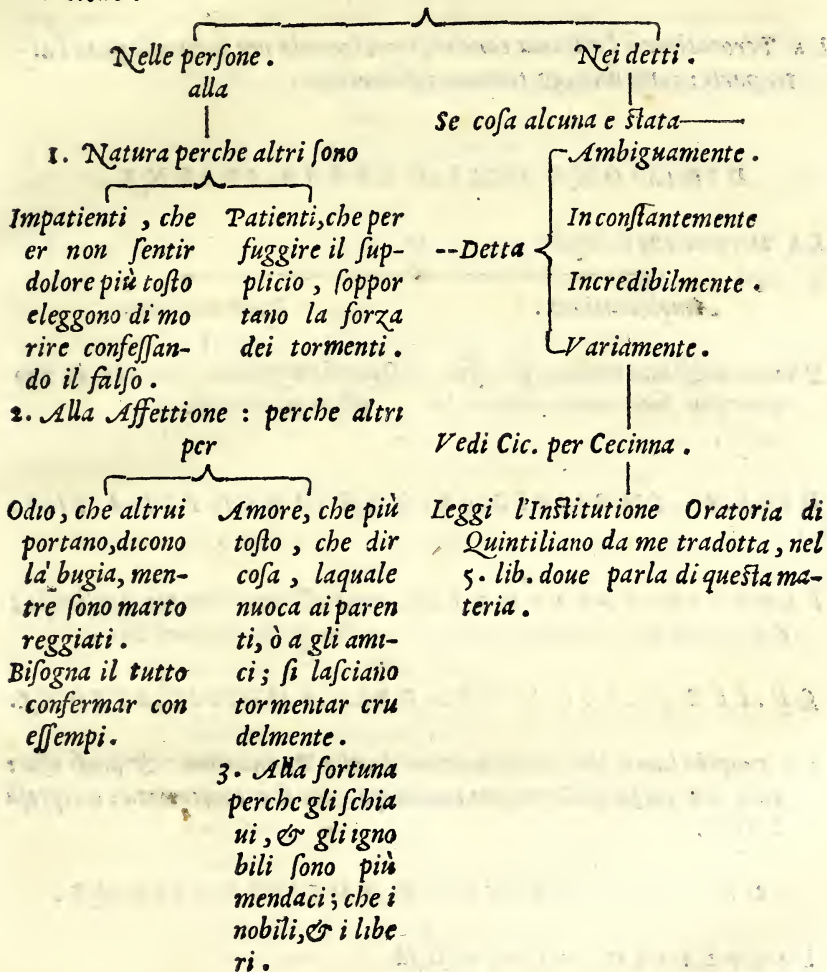 Nelle perſone .
alla
1. Natura perche altri ſono
Impatienti , che
er non ſentir
dolore più toſto
eleggono di mo
rire confeſſan-
do il falſo .
Patienti, che per
fuggire il ſup-
plicio , ſoppor
tano la forza
dei tormenti .
2. Alla Affettione : perche altri
per
Odio, che altrui
portano, dicono
la bugia, men-
tre ſono marto
reggiati .
Biſogna il tutto
confermar con
eſſempi .
Amore, che più
toſto , che dir
coſa , laquale
nuoca ai paren
ti, ò a gli ami-
ci ; ſi laſciano
tormentar cru
delmente .
3. Alla fortuna
perche gli ſchia
ui , & gli igno
bili ſono più
mendaci ; che i
nobili, & i libe
ri .
Nei detti .
Se coſa alcuna e ſtata
--Detta
Ambiguamente .
Inconſtantemente
Incredibilmente .
Variamente .
Vedi Cic. per Cecinna .
Leggi l'Inſtitutione Oratoria di
Quintiliano da me tradotta , nel
5. lib. doue parla di queſta ma-
teria .